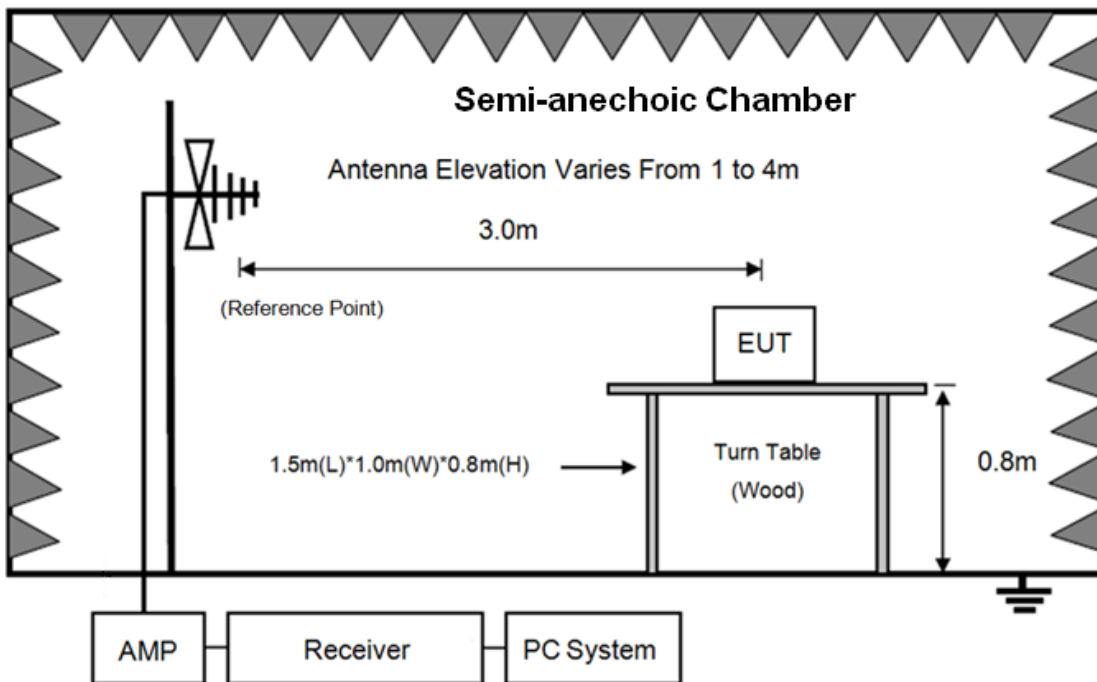 Semi-anechoic Chamber
Antenna Elevation Varies From 1 to 4m
3.0m
(Reference Point)
EUT
1.5m(L)*1.0m(W)*0.8m(H)
Turn Table
(Wood)
0.8m
AMP
Receiver
PC System